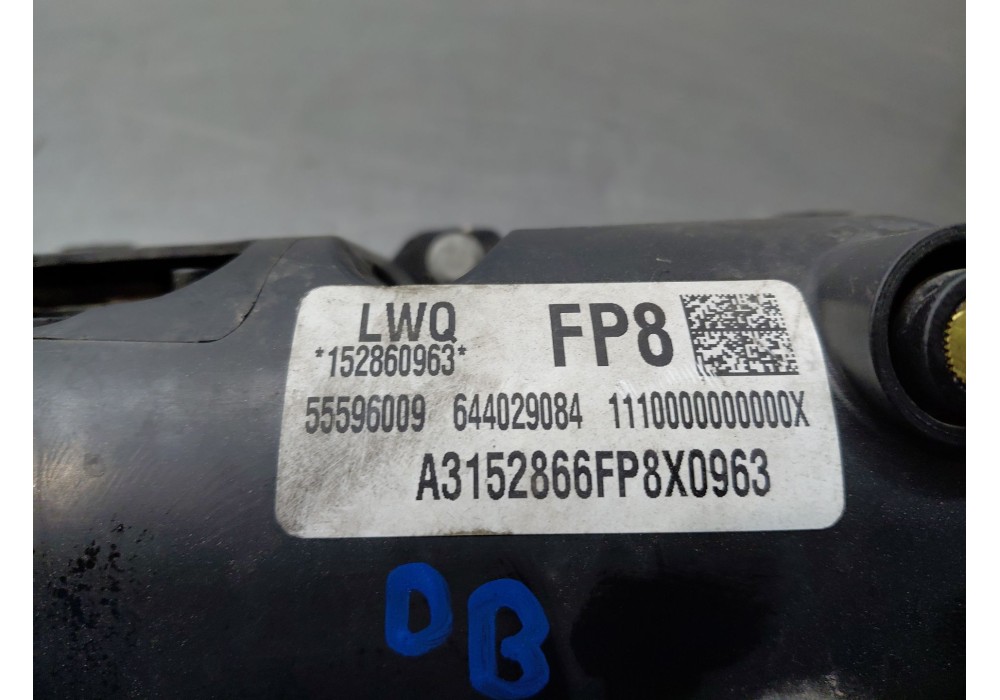 LWQ FP8
*152860963*
55596009 644029084 1110000000000X
A3152866FP8X0963
DB